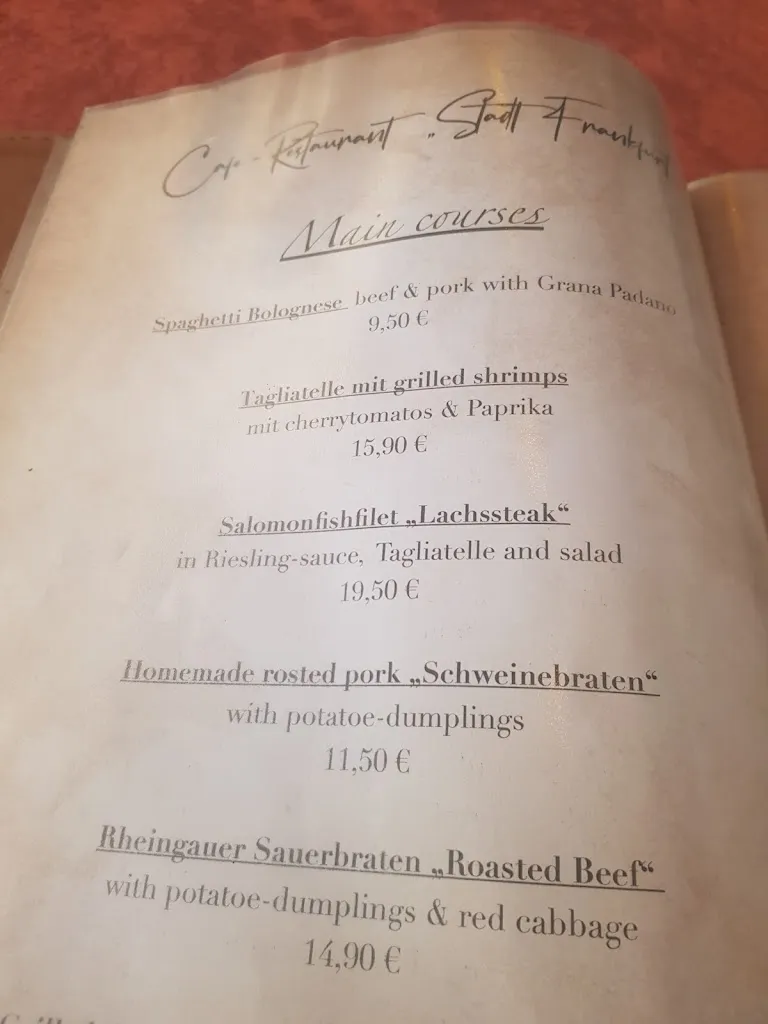 Cafe - Restaurant „Stadt Frankfurt
Main courses
Spaghetti Bolognese beef & pork with Grana Padano
9,50 €
Tagliatelle mit grilled shrimps
mit cherrytomatos & Paprika
15,90 €
Salomonfishfilet „Lachssteak“
in Riesling-sauce, Tagliatelle and salad
19,50 €
Homemade rosted pork „Schweinebraten“
with potatoe-dumplings
11,50 €
Rheingauer Sauerbraten „Roasted Beef“
with potatoe-dumplings & red cabbage
14,90 €